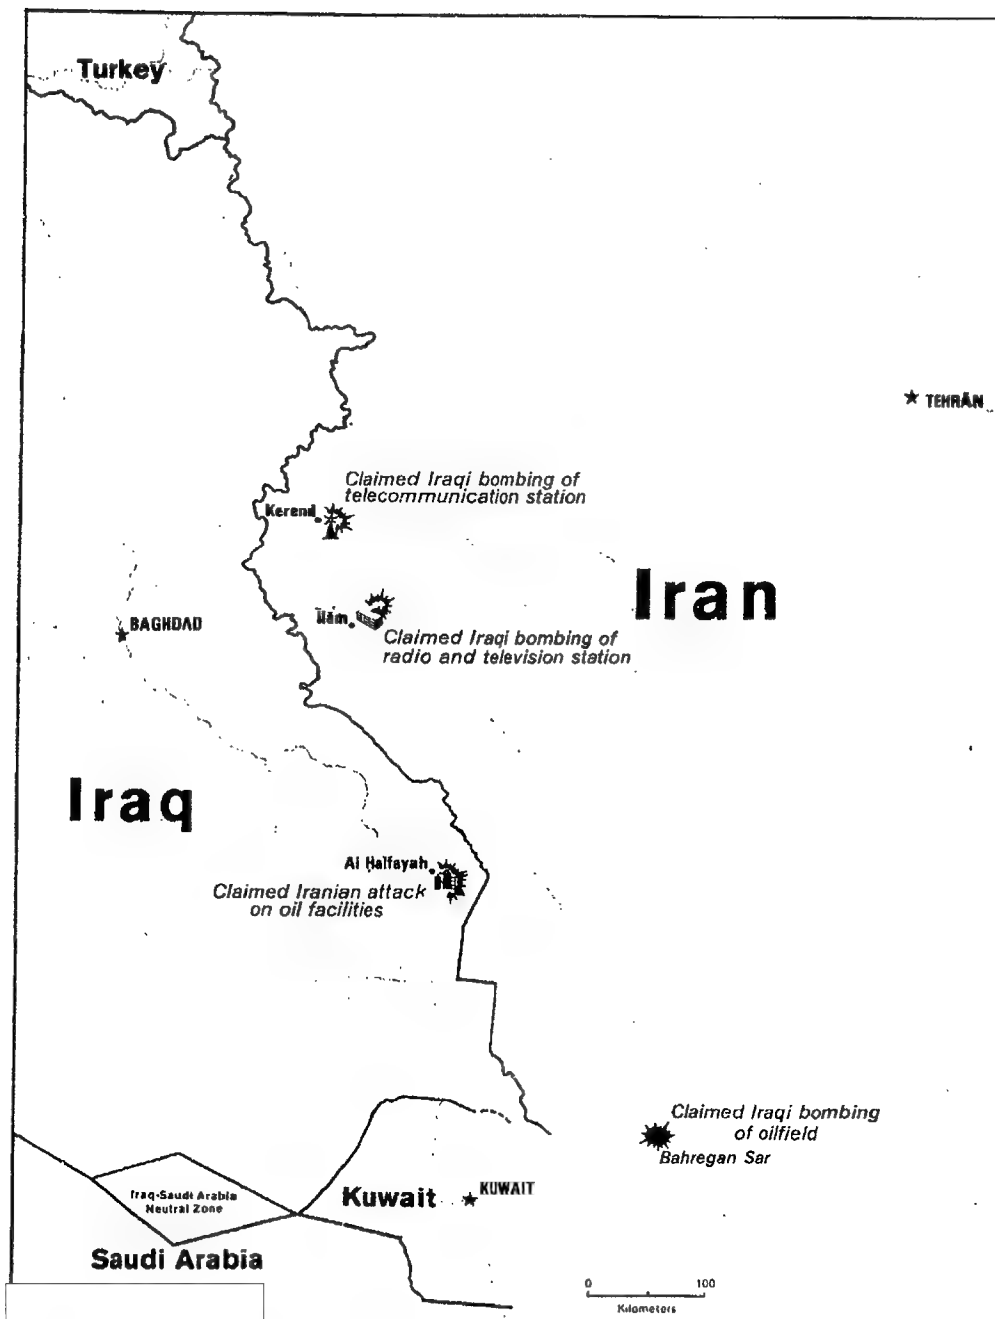 Turkey
TEHRĀN
Claimed Iraqi bombing of
telecommunication station
Kerend
Iran
BAGHDAD
Claimed Iraqi bombing of
radio and television station
Iraq
Al Halfayah
Claimed Iranian attack
on oil facilities
Claimed Iraqi bombing
of oilfield
Bahregan Sar
Iraq-Saudi Arabia
Neutral Zone
Kuwait
KUWAIT
Saudi Arabia
0 100
Kilometers